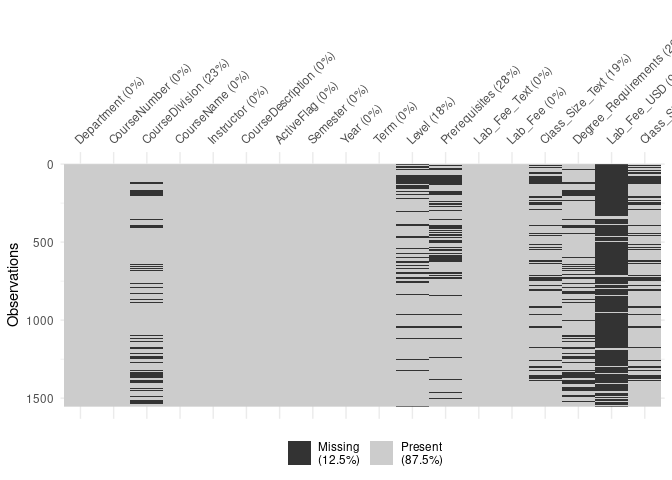 Department (0%)
CourseNumber (0%)
CourseDivision (23%)
CourseName (0%)
Instructor (0%)
CourseDescription (0%)
ActiveFlag (0%)
Semester (0%)
Year (0%)
Term (0%)
Level (18%)
Prerequisites (28%)
Lab_Fee_Text (0%)
Lab_Fee (0%)
Class_Size_Text (19%)
Degree_Requirements (2
Lab_Fee_USD (
Class_S
0
500
1000
1500
Observations
Missing
(12.5%)
Present
(87.5%)